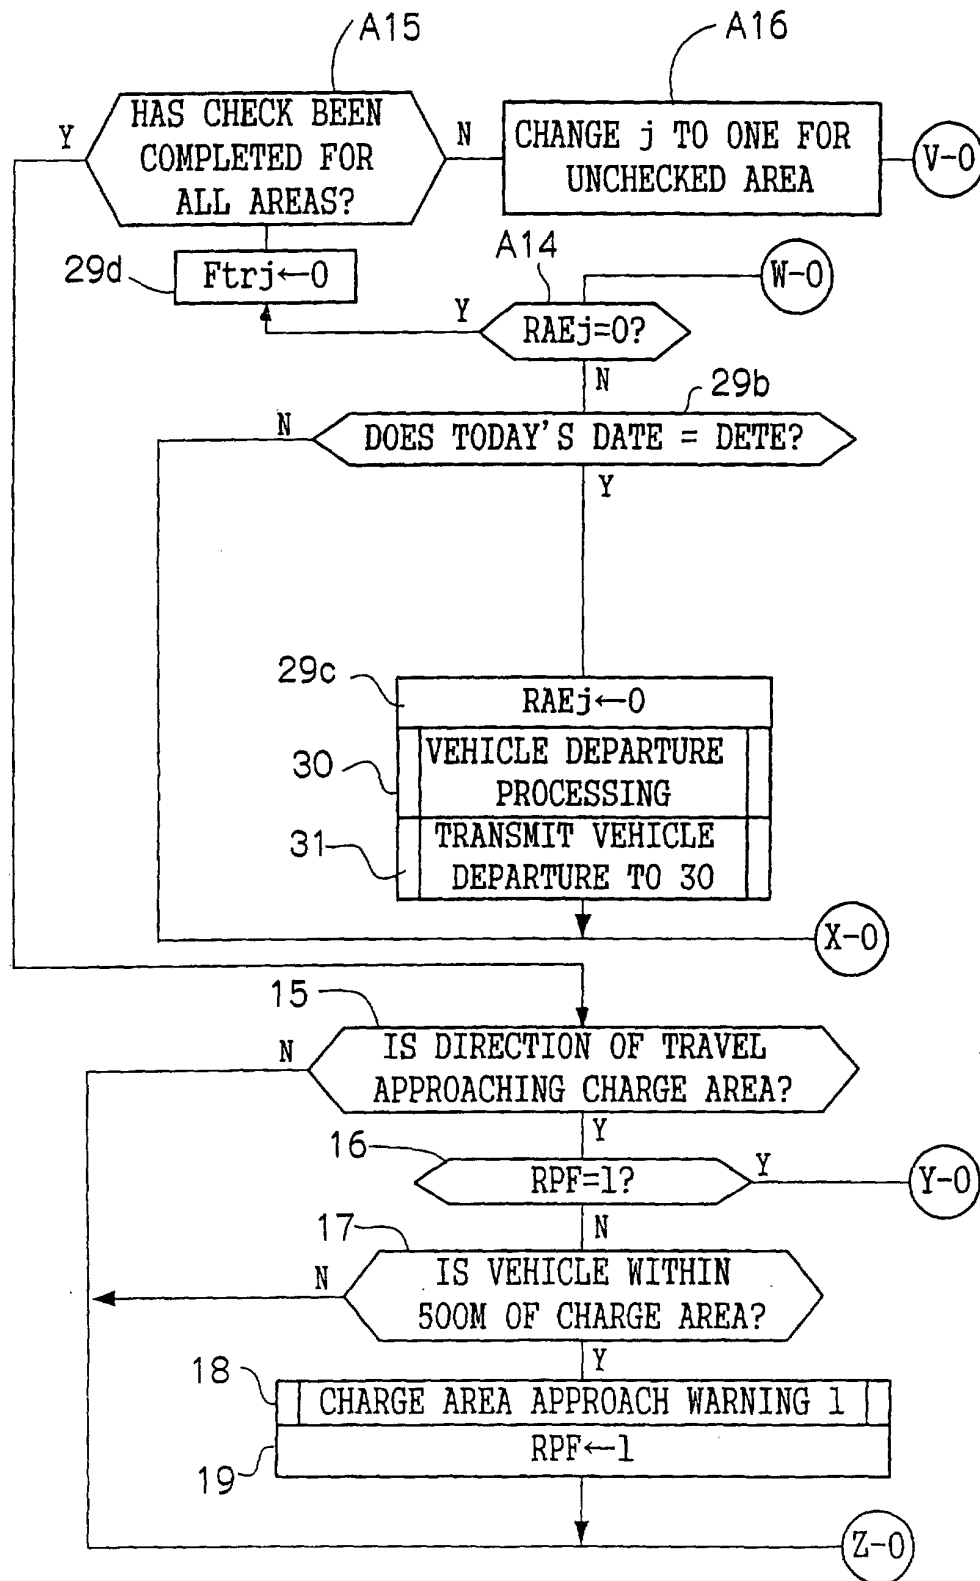 A15
A16
Y
HAS CHECK BEEN
COMPLETED FOR
ALL AREAS?
N
CHANGE j TO ONE FOR
UNCHECKED AREA
V-0
29d
Ftrj←0
A14
W-0
Y
RAEj=0?
N
29b
N
DOES TODAY'S DATE = DETE?
Y
29c
RAEj←0
30
VEHICLE DEPARTURE
PROCESSING
31
TRANSMIT VEHICLE
DEPARTURE TO 30
X-0
15
N
IS DIRECTION OF TRAVEL
APPROACHING CHARGE AREA?
Y
16
RPF=1?
Y
Y-0
N
17
N
IS VEHICLE WITHIN
500M OF CHARGE AREA?
Y
18
CHARGE AREA APPROACH WARNING 1
19
RPF←1
Z-0